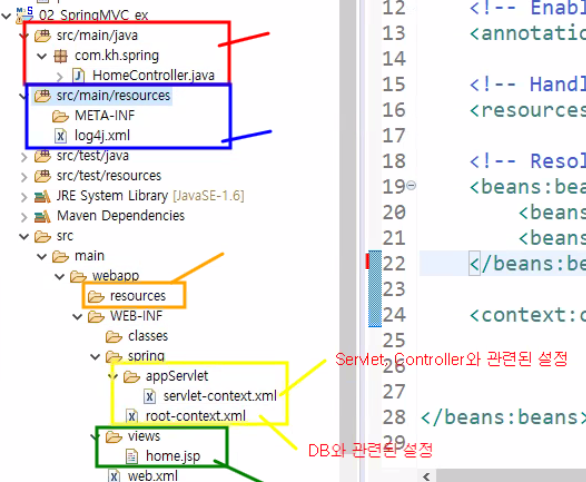 02_SpringMVC_ex
src/main/java
com.kh.spring
HomeController.java
src/main/resources
META-INF
log4j.xml
src/test/java
src/test/resources
JRE System Library [JavaSE-1.6]
Maven Dependencies
src
main
webapp
resources
WEB-INF
classes
spring
appServlet
servlet-context.xml
root-context.xml
views
home.jsp
web.xml
12 <!-- Enabl
13 <annotatio
14
15 <!-- Handl
16 <resources
17
18 <!-- Resol
19 <beans:bea
20 <beans
21 <beans
22 </beans:be
23
24 <context:c
25
26
Servlet, Controller와 관련된 설정
27
28 </beans:beans>
29
DB와 관련된 설정